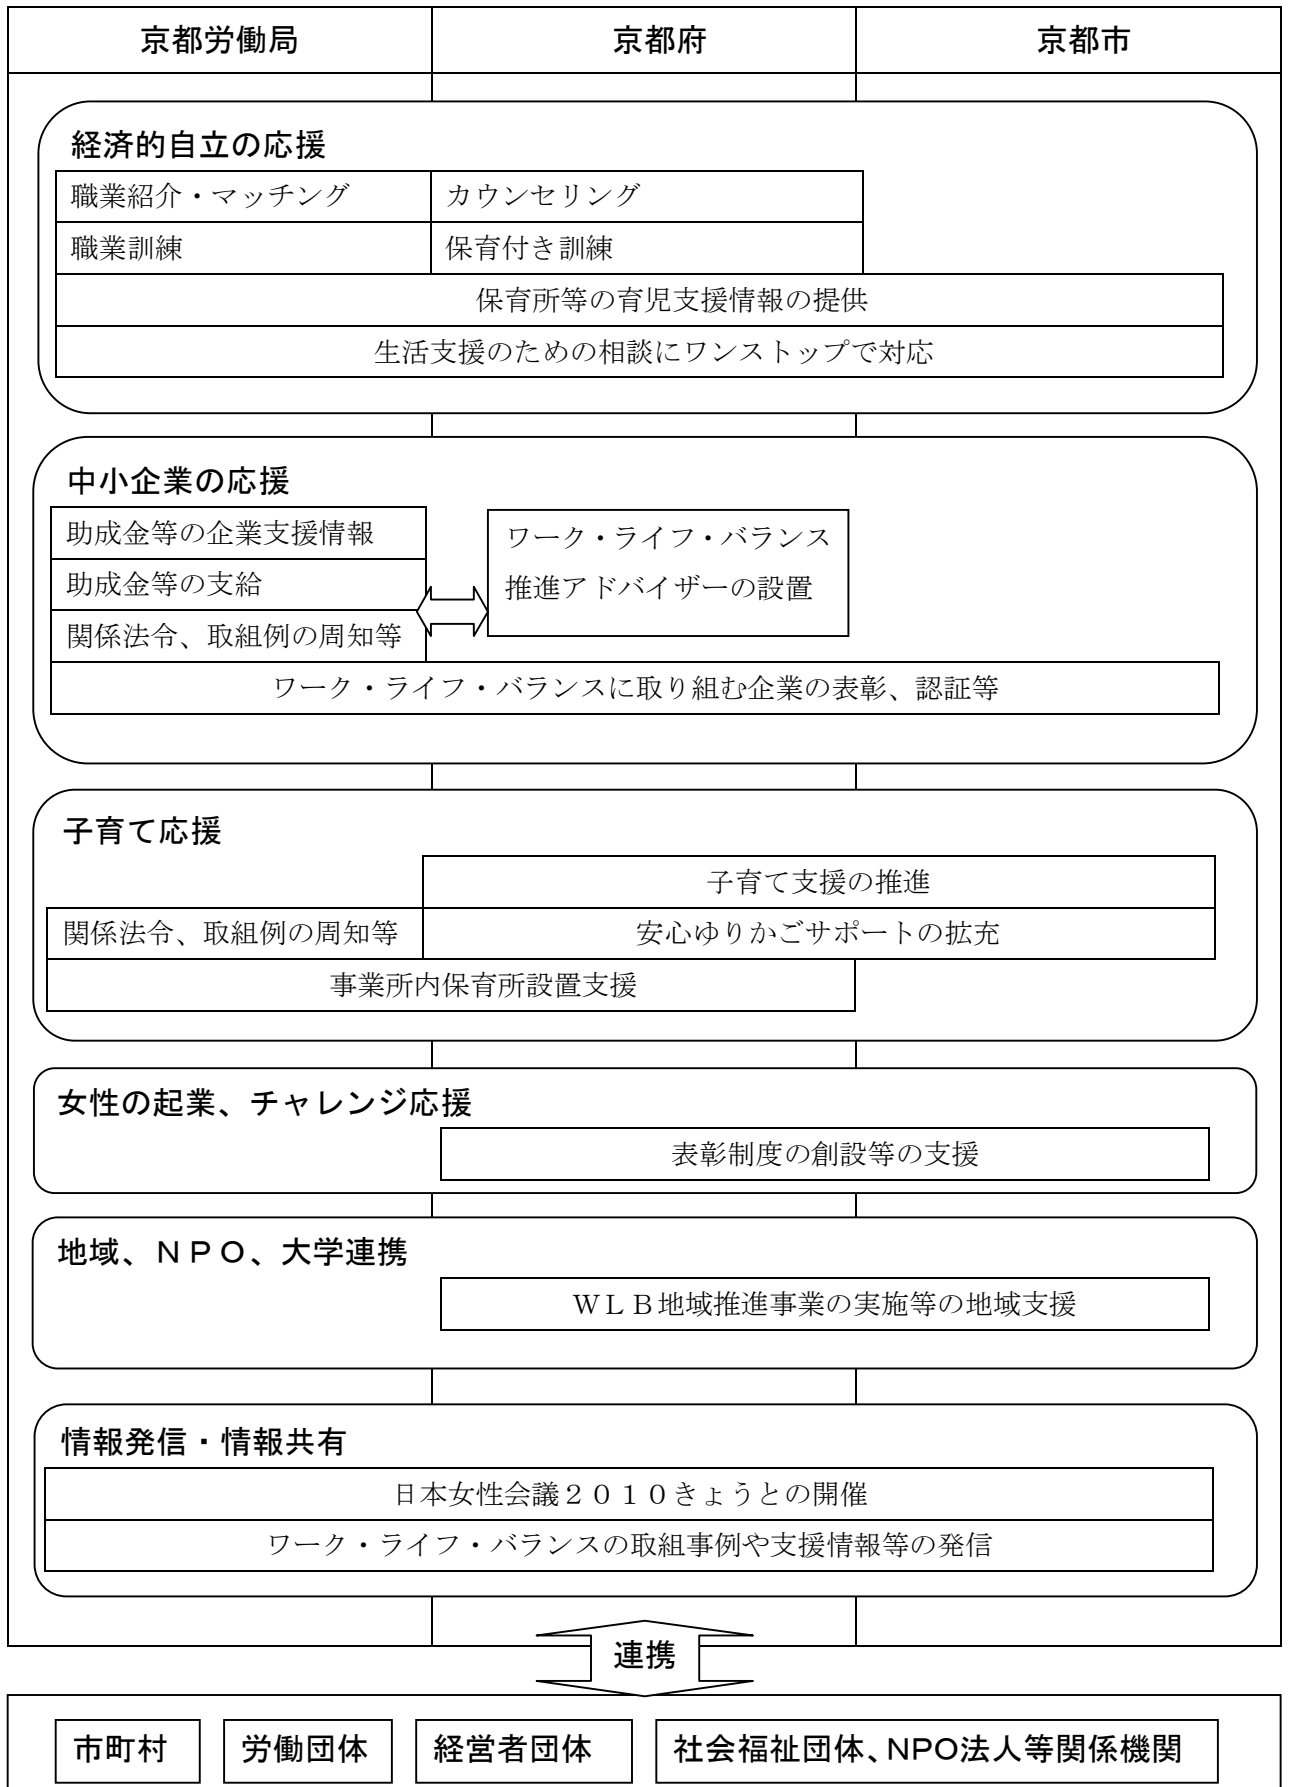 京都労働局
京都府
京都市
経済的自立の応援
職業紹介・マッチング
カウンセリング
職業訓練
保育付き訓練
保育所等の育児支援情報の提供
生活支援のための相談にワンストップで対応
中小企業の応援
助成金等の企業支援情報
助成金等の支給
関係法令、取組例の周知等
ワーク・ライフ・バランス
推進アドバイザーの設置
ワーク・ライフ・バランスに取り組む企業の表彰、認証等
子育て応援
子育て支援の推進
関係法令、取組例の周知等
安心ゆりかごサポートの拡充
事業所内保育所設置支援
女性の起業、チャレンジ応援
表彰制度の創設等の支援
地域、ＮＰＯ、大学連携
ＷＬＢ地域推進事業の実施等の地域支援
情報発信・情報共有
日本女性会議２０１０きょうとの開催
ワーク・ライフ・バランスの取組事例や支援情報等の発信
連携
市町村
労働団体
経営者団体
社会福祉団体、NPO法人等関係機関